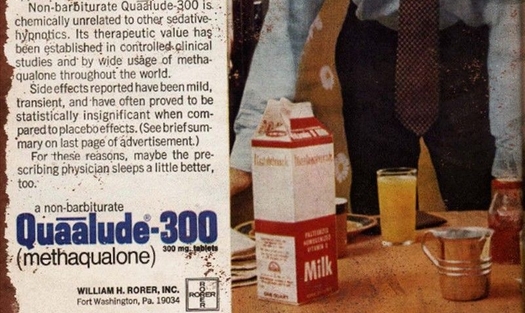 Non-barbiturate Quaalude-300 is
chemically unrelated to other sedative-
hypnotics. Its therapeutic value has
been established in controlled clinical
studies and by wide usage of metha-
qualone throughout the world.
Side effects reported have been mild,
transient, and have often proved to be
statistically insignificant when com-
pared to placebo effects. (See brief sum-
mary on last page of advertisement.)
For these reasons, maybe the pre-
scribing physician sleeps a little better,
too.
a non-barbiturate
Quāālude®-300
300 mg. tablets
(methaqualone)
WILLIAM H. RORER, INC.
Fort Washington, Pa. 19034
RORER
RORER
Homogenized
Vitamin D
Milk